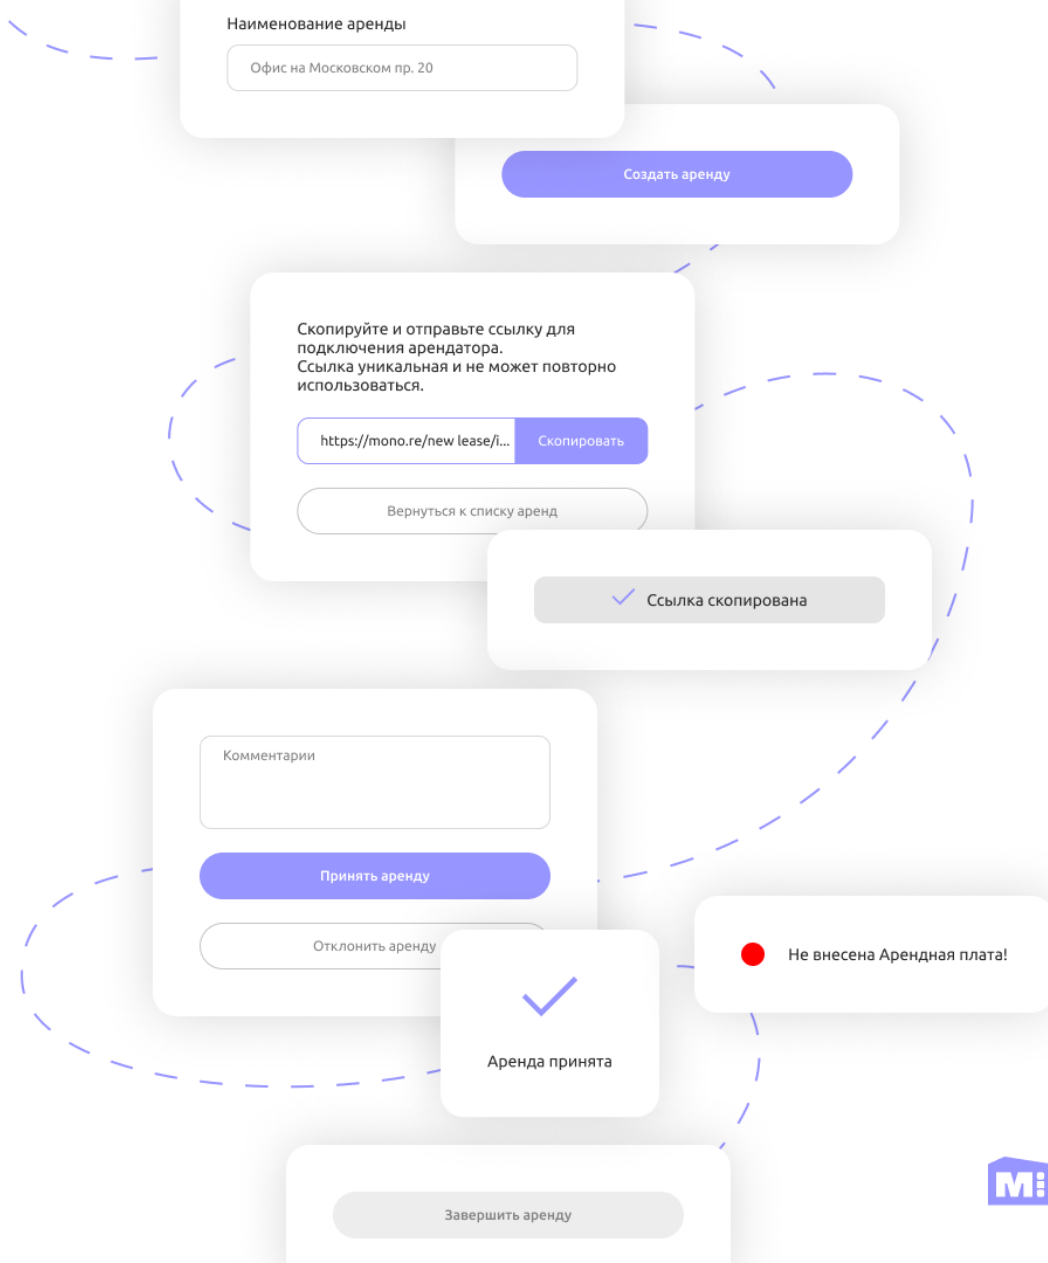 Наименование аренды
Офис на Московском пр. 20
Создать аренду
Скопируйте и отправьте ссылку для
подключения арендатора.
Ссылка уникальная и не может повторно
использоваться.
https://mono.re/new lease/i...
Скопировать
Вернуться к списку аренд
Ссылка скопирована
Комментарии
Принять аренду
Отклонить аренду
Не внесена Арендная плата!
Аренда принята
Завершить аренду
M